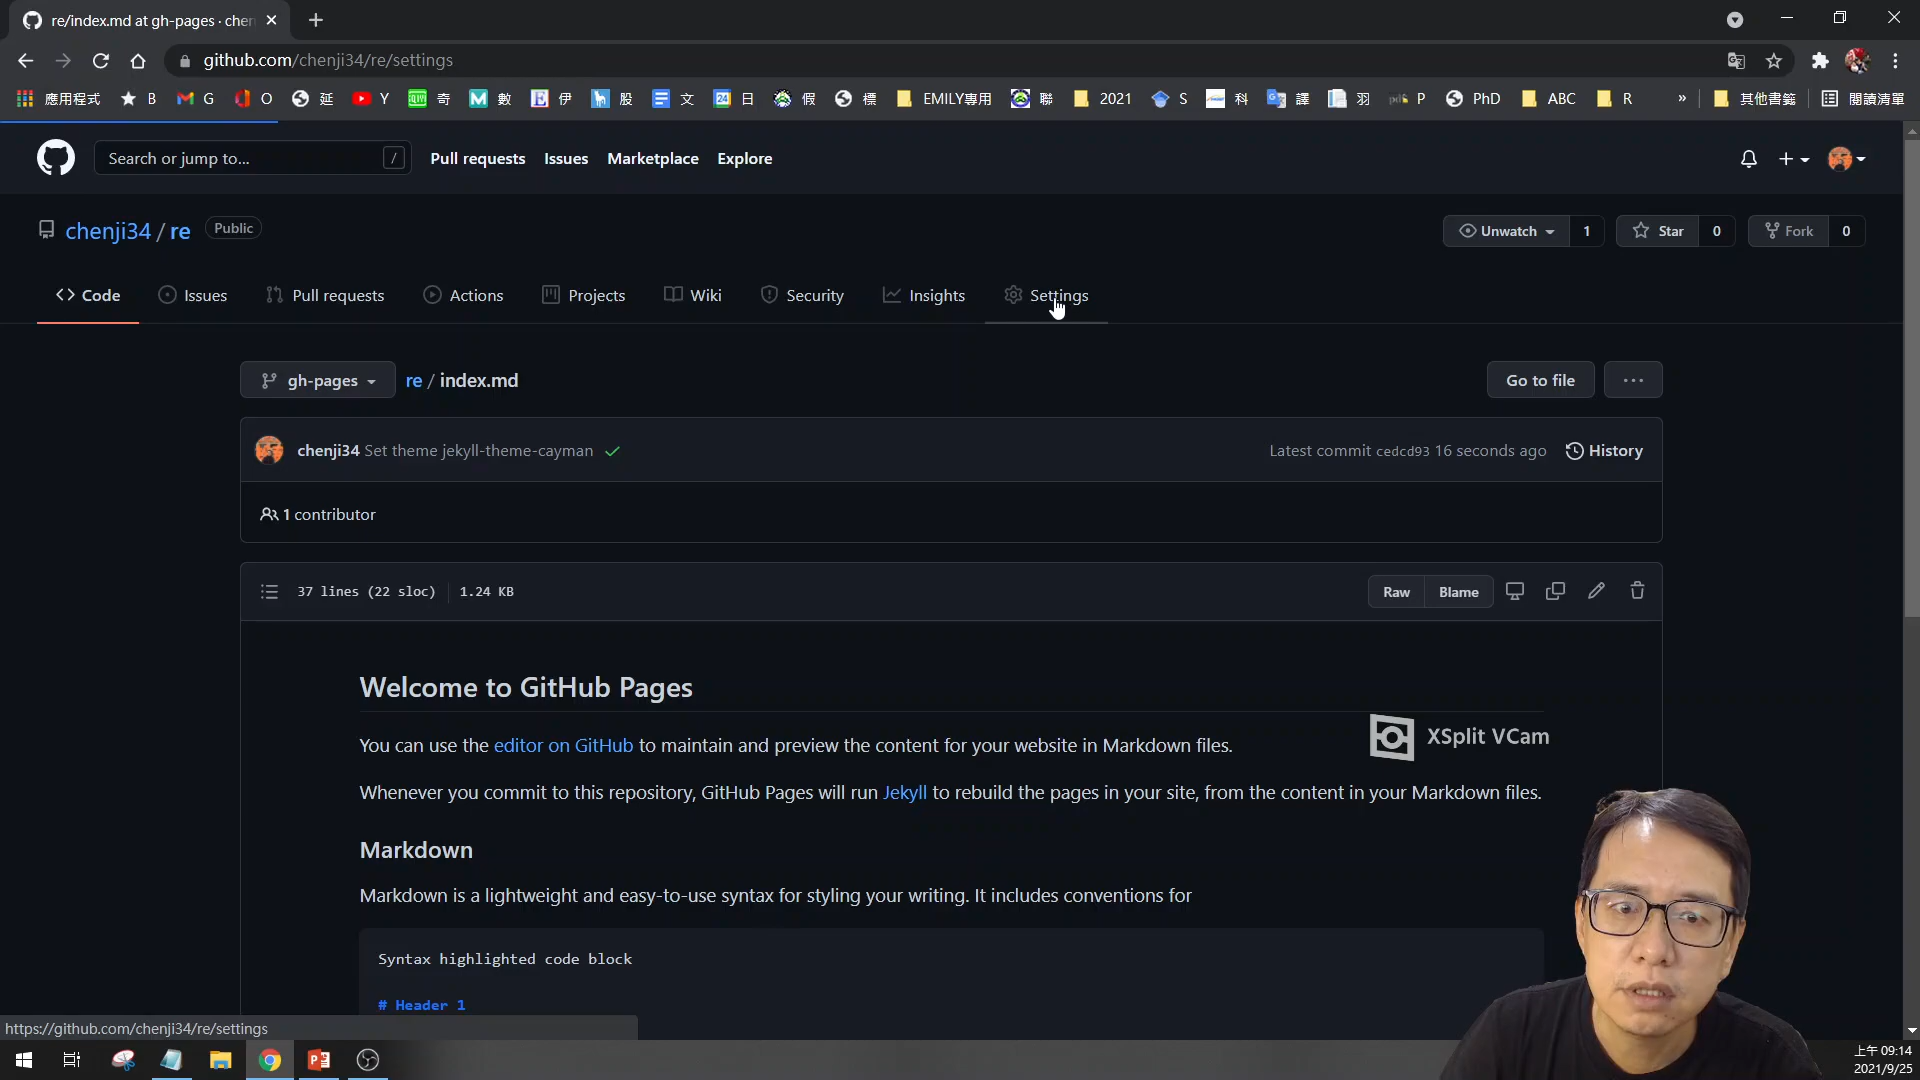 re/index.md at gh-pages · chen
github.com/chenji34/re/settings
應用程式 B G O 延 Y 奇 數 伊 股 文 日 假 標 EMILY專用 聯 2021 S 科 譯 羽 P PhD ABC R » 其他書籤 閱讀清單
Search or jump to... / Pull requests Issues Marketplace Explore
chenji34 / re Public Unwatch 1 Star 0 Fork 0
Code Issues Pull requests Actions Projects Wiki Security Insights Settings
gh-pages re / index.md Go to file ...
chenji34 Set theme jekyll-theme-cayman Latest commit cedcd93 16 seconds ago History
1 contributor
37 lines (22 sloc) 1.24 KB Raw Blame
Welcome to GitHub Pages
You can use the editor on GitHub to maintain and preview the content for your website in Markdown files.
XSplit VCam
Whenever you commit to this repository, GitHub Pages will run Jekyll to rebuild the pages in your site, from the content in your Markdown files.
Markdown
Markdown is a lightweight and easy-to-use syntax for styling your writing. It includes conventions for
Syntax highlighted code block
# Header 1
https://github.com/chenji34/re/settings
上午 09:14
2021/9/25